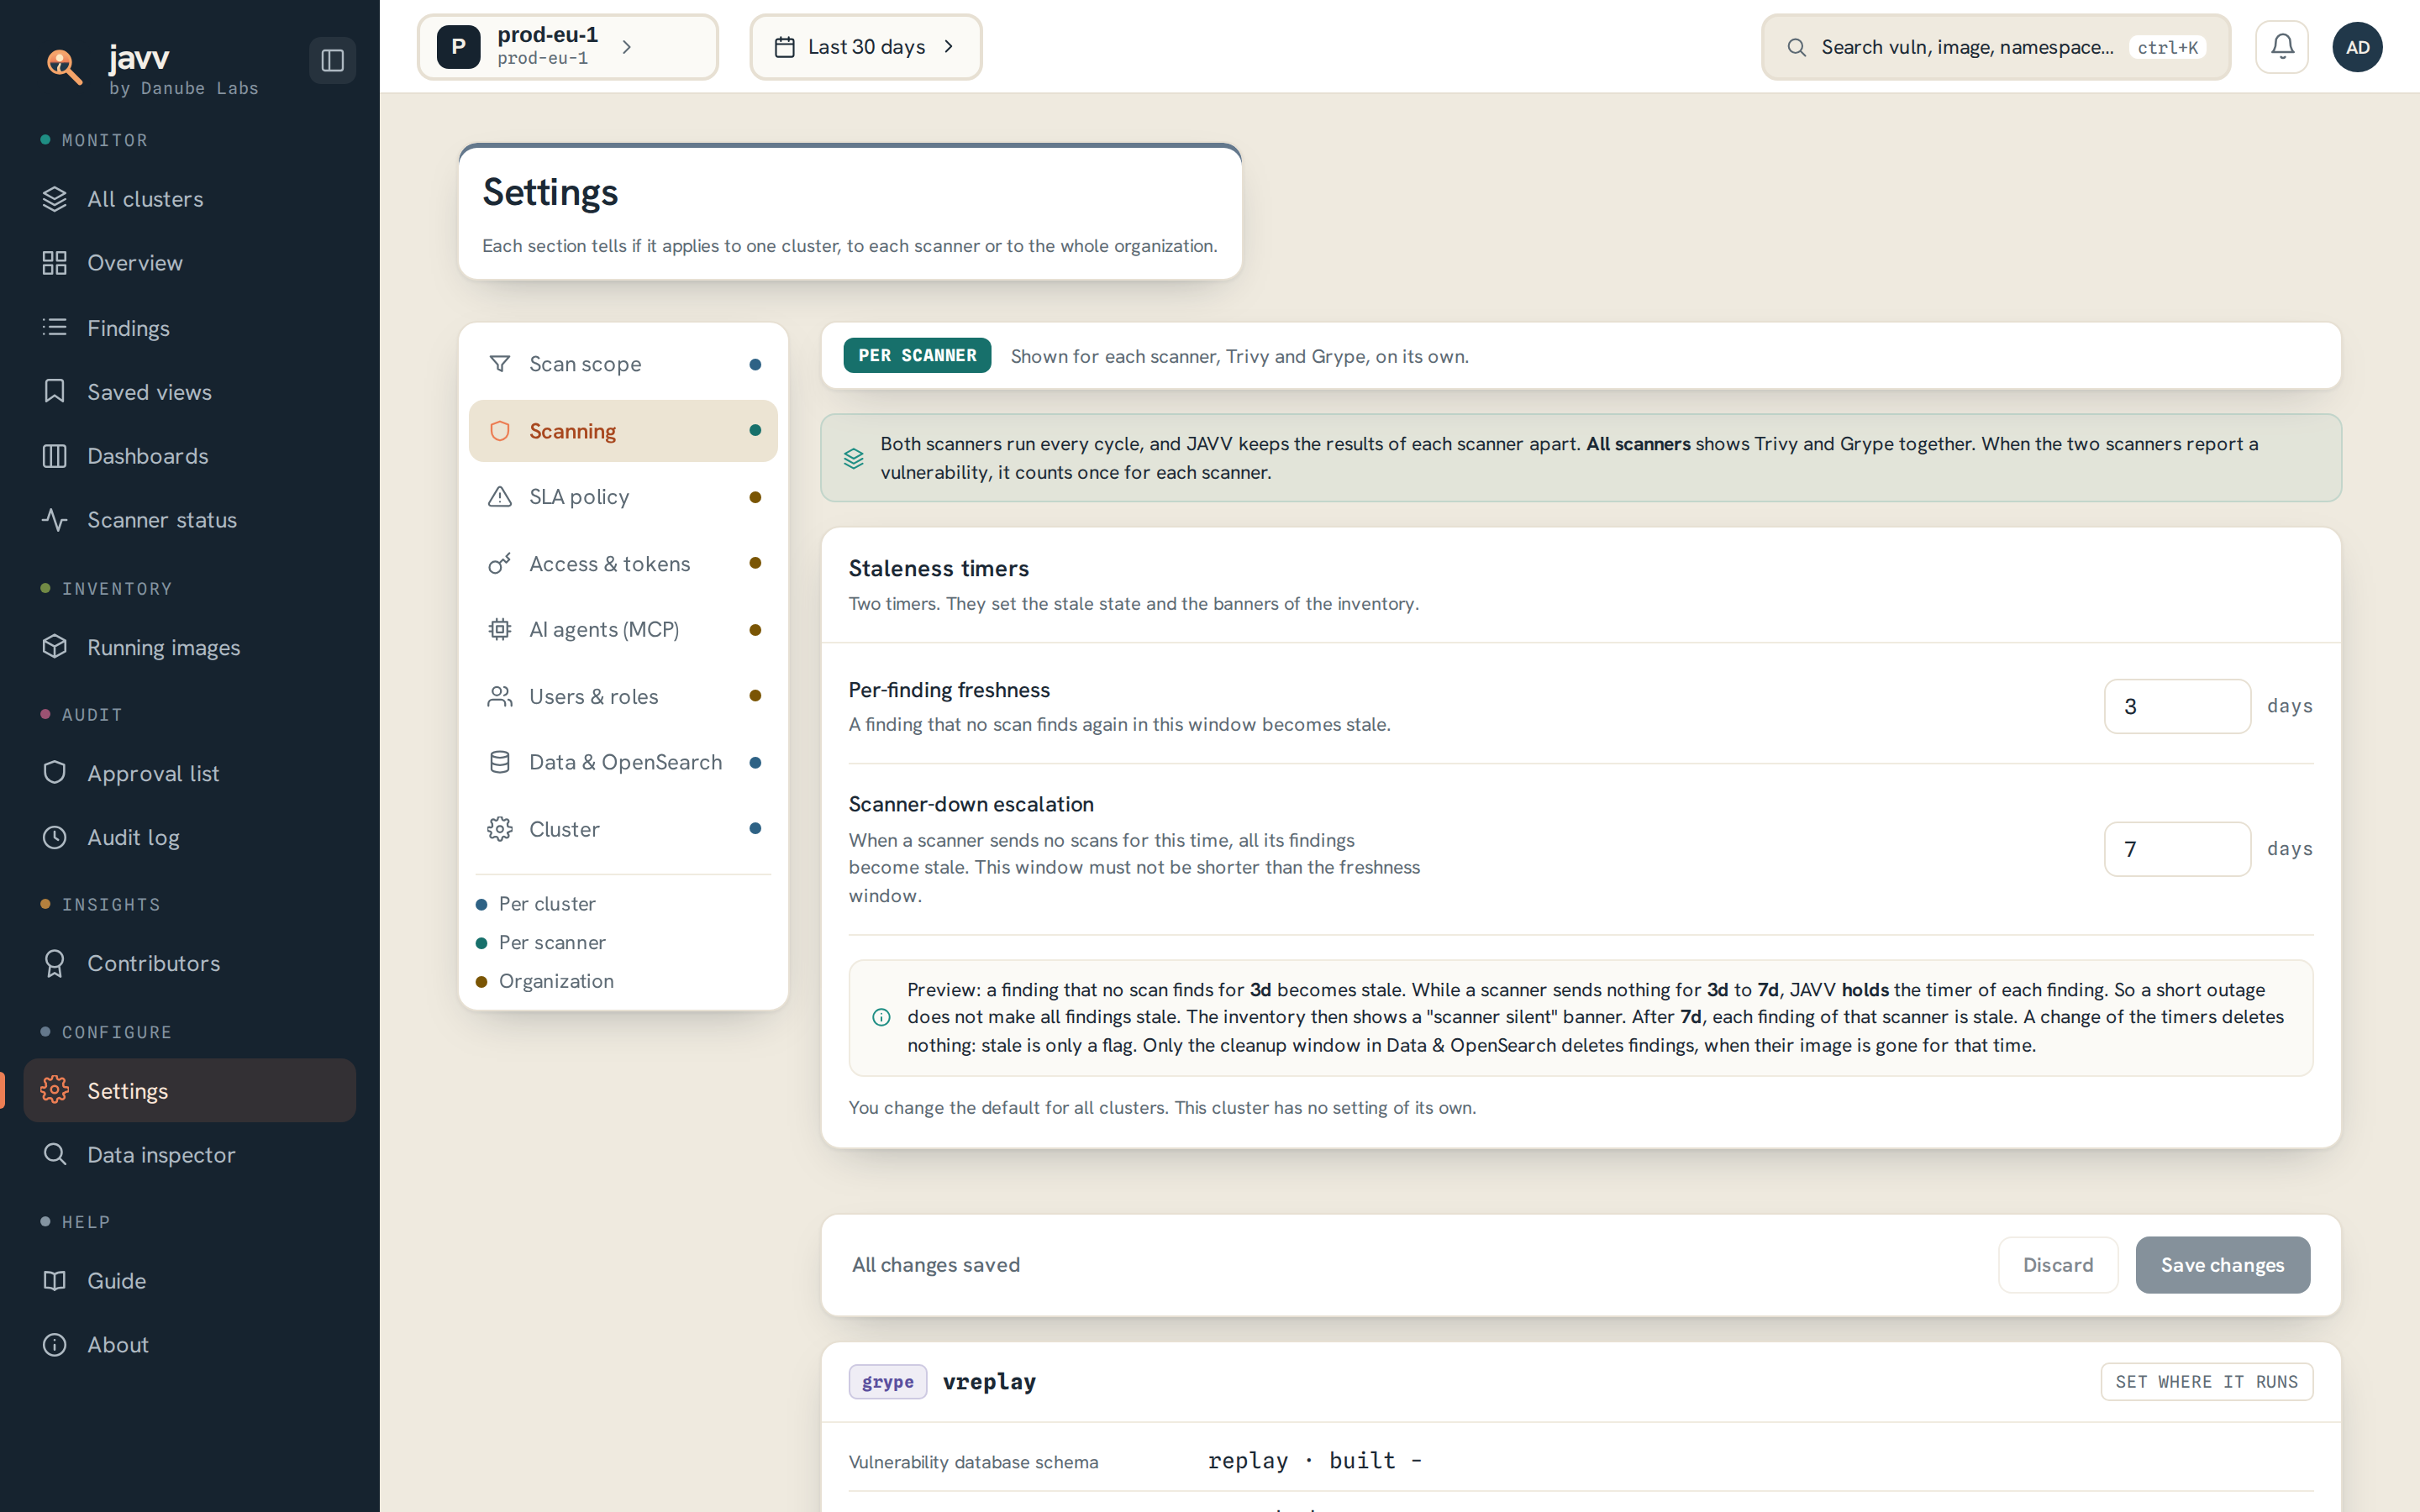 javv
by Danube Labs
MONITOR
All clusters
Overview
Findings
Saved views
Dashboards
Scanner status
INVENTORY
Running images
AUDIT
Approval list
Audit log
INSIGHTS
Contributors
CONFIGURE
Settings
Data inspector
HELP
Guide
About
P
prod-eu-1
prod-eu-1
Last 30 days
Search vuln, image, namespace...
ctrl+K
AD
Settings
Each section tells if it applies to one cluster, to each scanner or to the whole organization.
Scan scope
Scanning
SLA policy
Access & tokens
AI agents (MCP)
Users & roles
Data & OpenSearch
Cluster
Per cluster
Per scanner
Organization
PER SCANNER
Shown for each scanner, Trivy and Grype, on its own.
Both scanners run every cycle, and JAVV keeps the results of each scanner apart. All scanners shows Trivy and Grype together. When the two scanners report a
vulnerability, it counts once for each scanner.
Staleness timers
Two timers. They set the stale state and the banners of the inventory.
Per-finding freshness
A finding that no scan finds again in this window becomes stale.
3
days
Scanner-down escalation
When a scanner sends no scans for this time, all its findings
become stale. This window must not be shorter than the freshness
window.
7
days
Preview: a finding that no scan finds for 3d becomes stale. While a scanner sends nothing for 3d to 7d, JAVV holds the timer of each finding. So a short outage
does not make all findings stale. The inventory then shows a "scanner silent" banner. After 7d, each finding of that scanner is stale. A change of the timers deletes
nothing: stale is only a flag. Only the cleanup window in Data & OpenSearch deletes findings, when their image is gone for that time.
You change the default for all clusters. This cluster has no setting of its own.
All changes saved
Discard
Save changes
grype
vreplay
SET WHERE IT RUNS
Vulnerability database schema
replay · built -